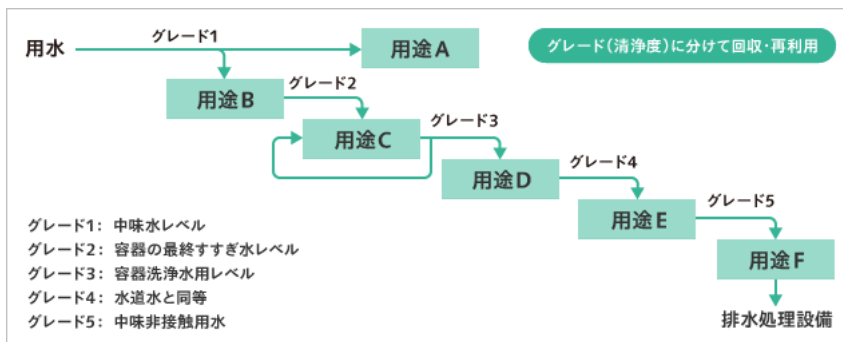 グレード1
用水
用途A
グレード(清浄度)に分けて回収・再利用
用途B
グレード2
用途C
グレード3
用途D
グレード4
用途E
グレード5
用途F
排水処理設備
グレード1: 中味水レベル
グレード2: 容器の最終すすぎ水レベル
グレード3: 容器洗浄水用レベル
グレード4: 水道水と同等
グレード5: 中味非接触用水